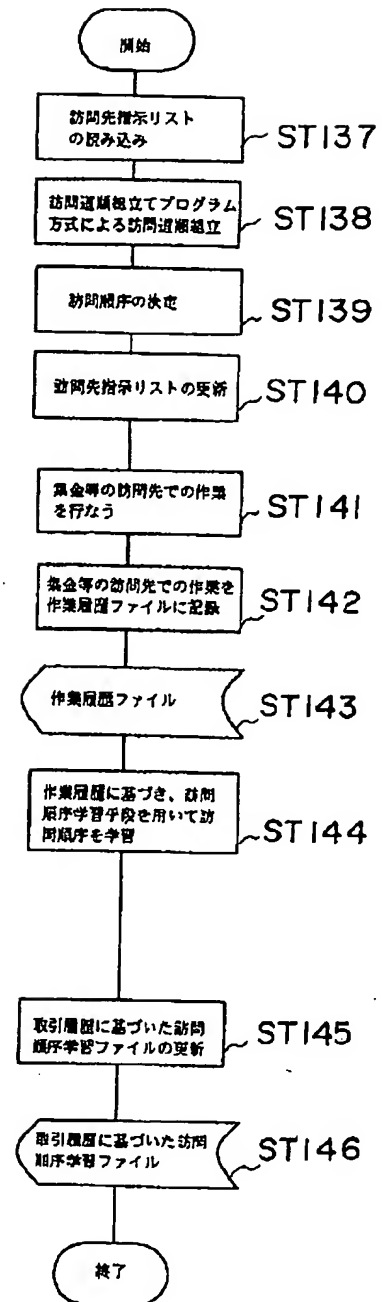 開始
訪問先指示リスト
の読み込み
ST137
訪問道順組立てプログラム
方式による訪問道順組立
ST138
訪問順序の決定
ST139
訪問先指示リストの更新
ST140
集金等の訪問先での作業
を行なう
ST141
集金等の訪問先での作業を
作業履歴ファイルに記録
ST142
作業履歴ファイル
ST143
作業履歴に基づき、訪問
順序学習手段を用いて訪
問順序を学習
ST144
取引履歴に基づいた訪問
順序学習ファイルの更新
ST145
取引履歴に基づいた訪問
順序学習ファイル
ST146
終了